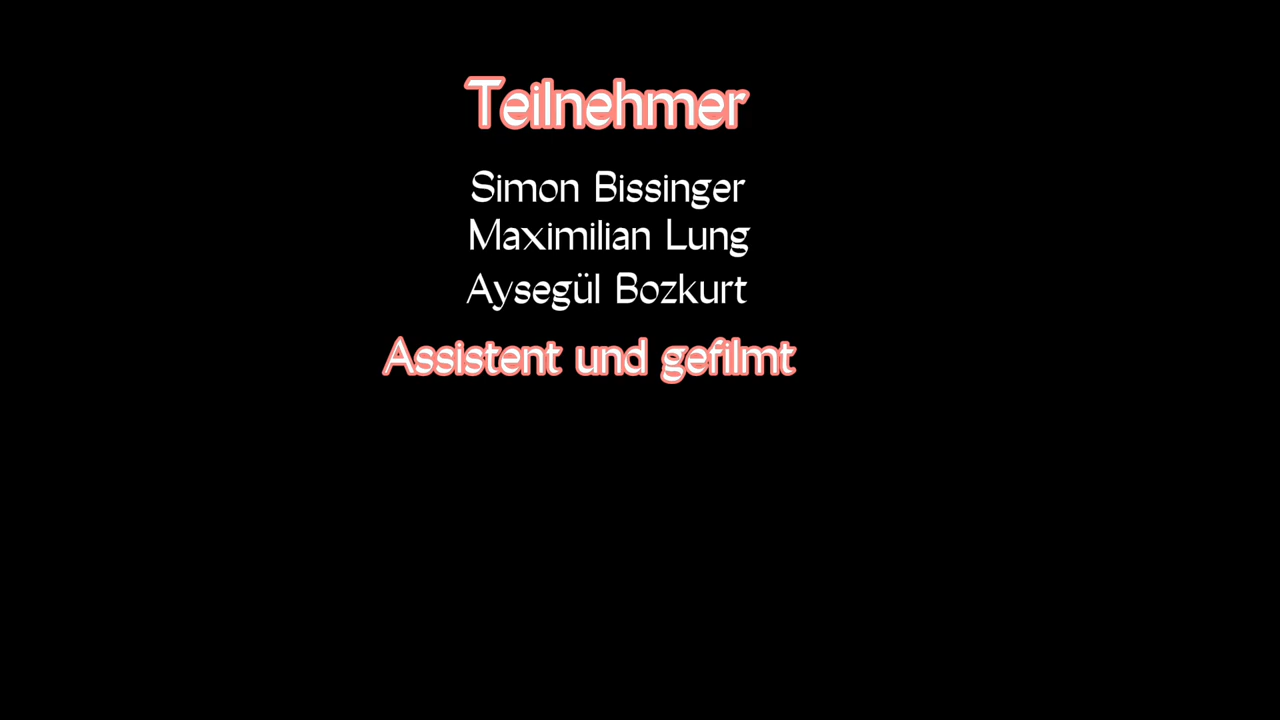 Teilnehmer
Simon Bissinger
Maximilian Lung
Aysegül Bozkurt
Assistent und gefilmt